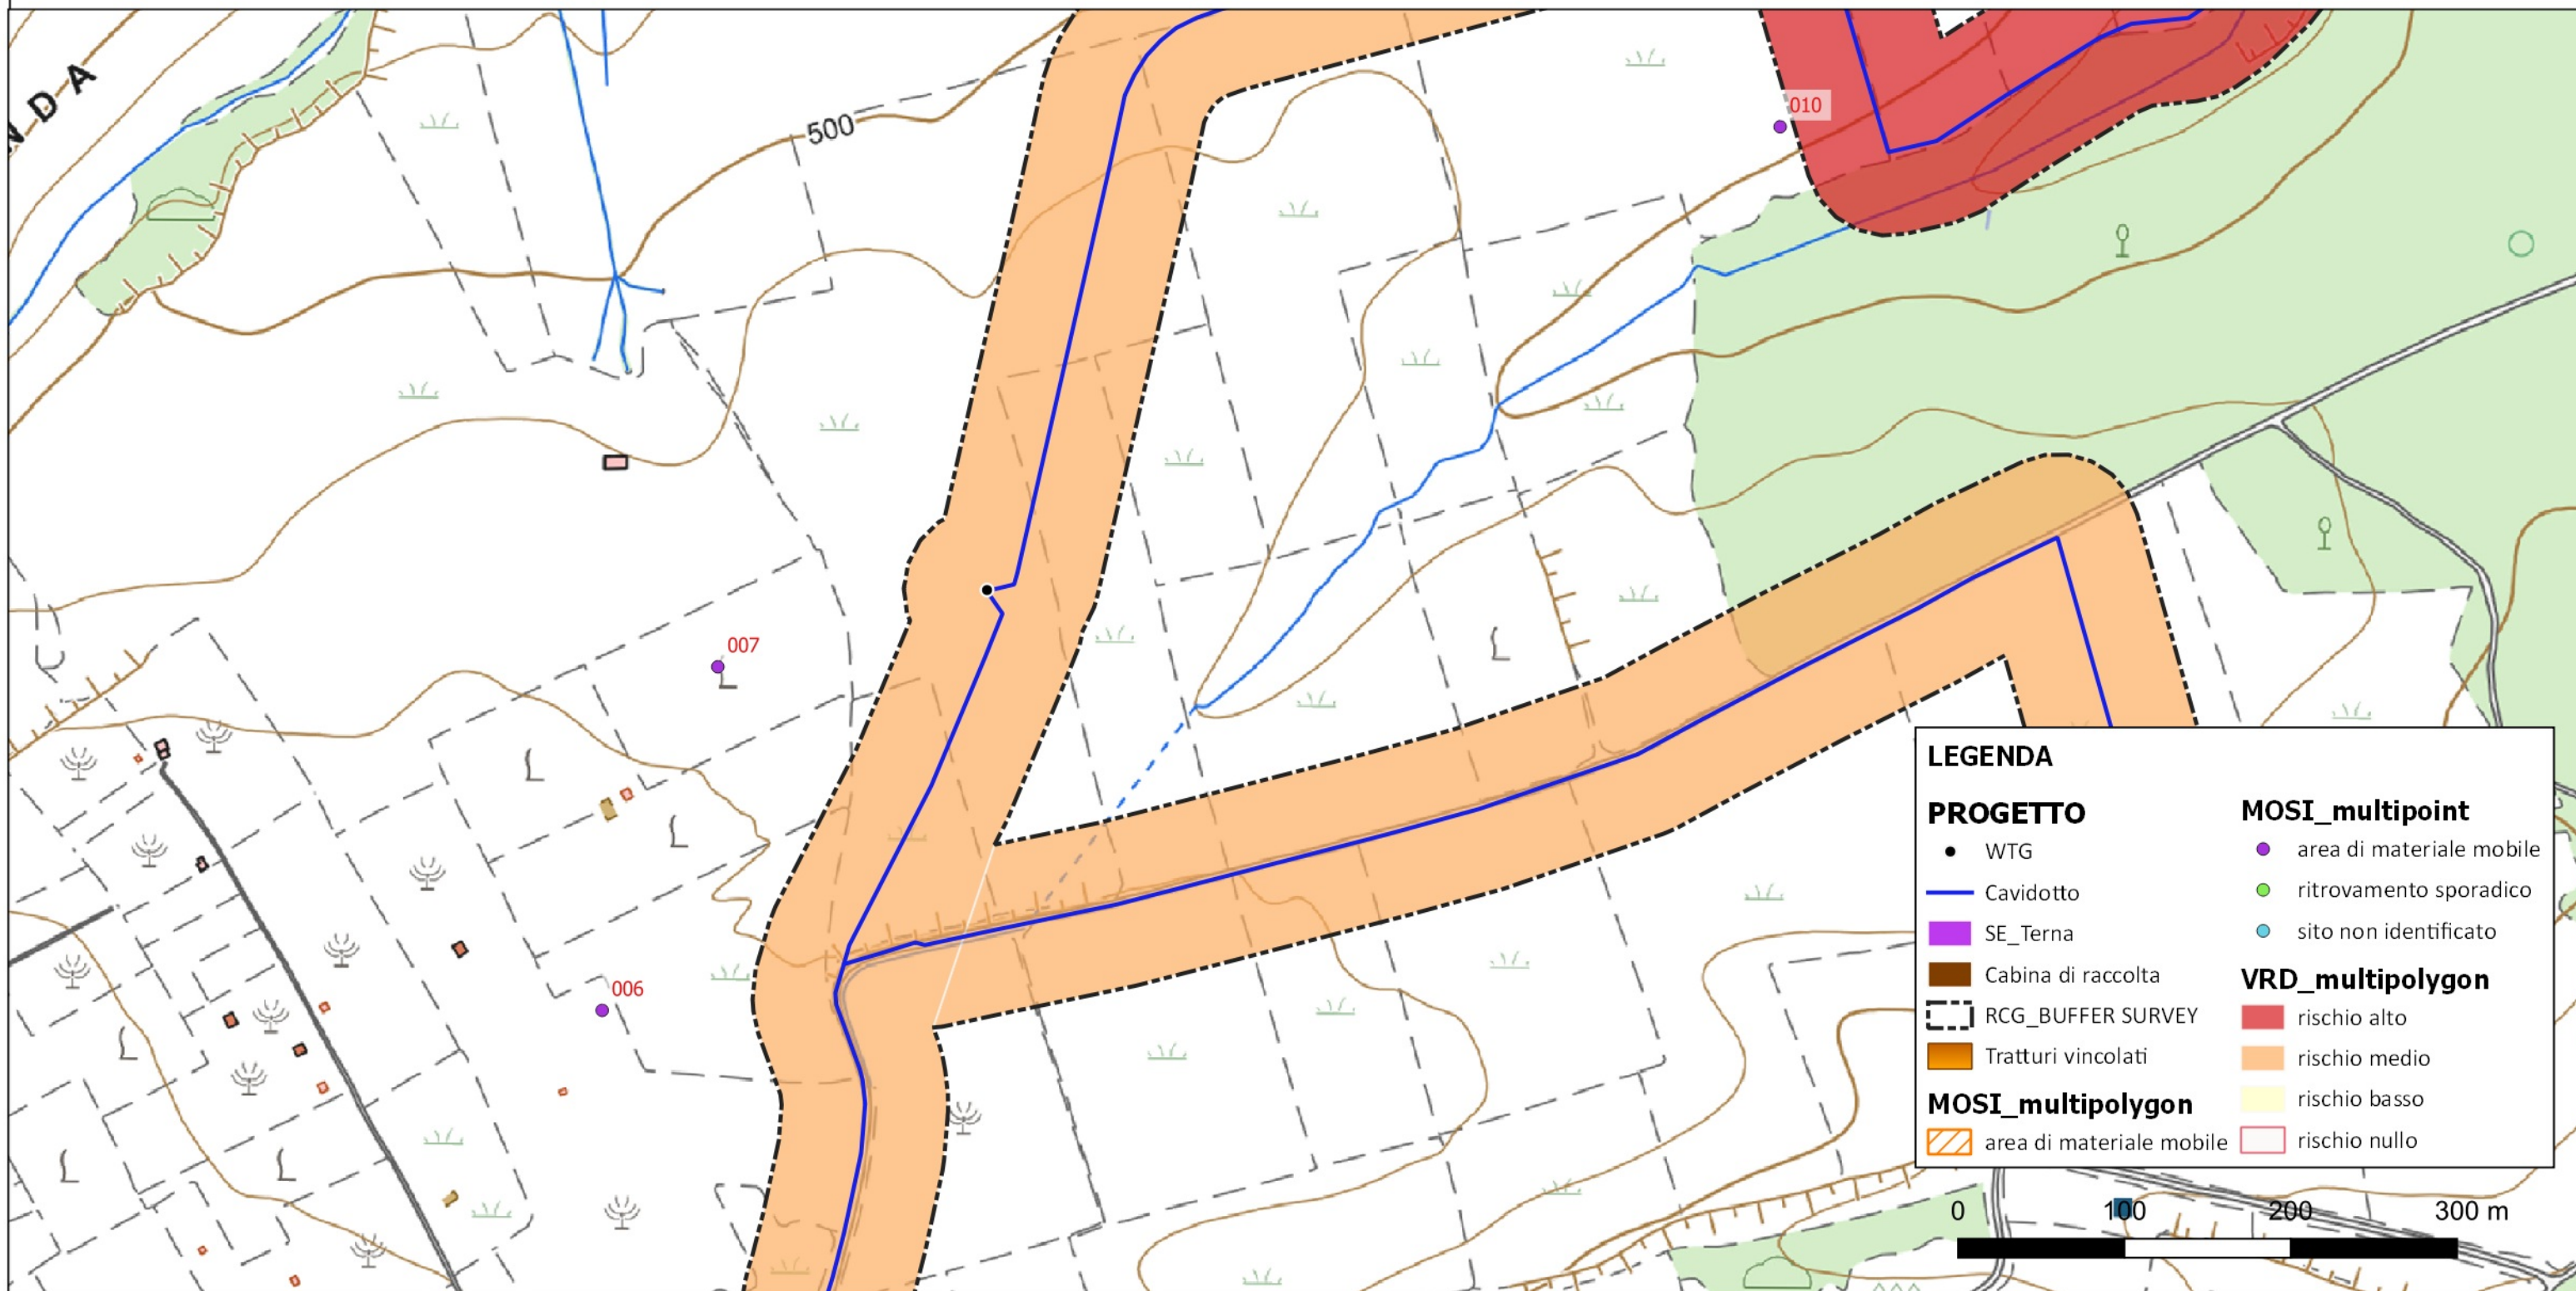 N D A
500
010
007
006
LEGENDA
PROGETTO
WTG
Cavidotto
SE_Terna
Cabina di raccolta
RCG_BUFFER SURVEY
Tratturi vincolati
MOSI_multipolygon
area di materiale mobile
MOSI_multipoint
area di materiale mobile
ritrovamento sporadico
sito non identificato
VRD_multipolygon
rischio alto
rischio medio
rischio basso
rischio nullo
0 100 200 300 m